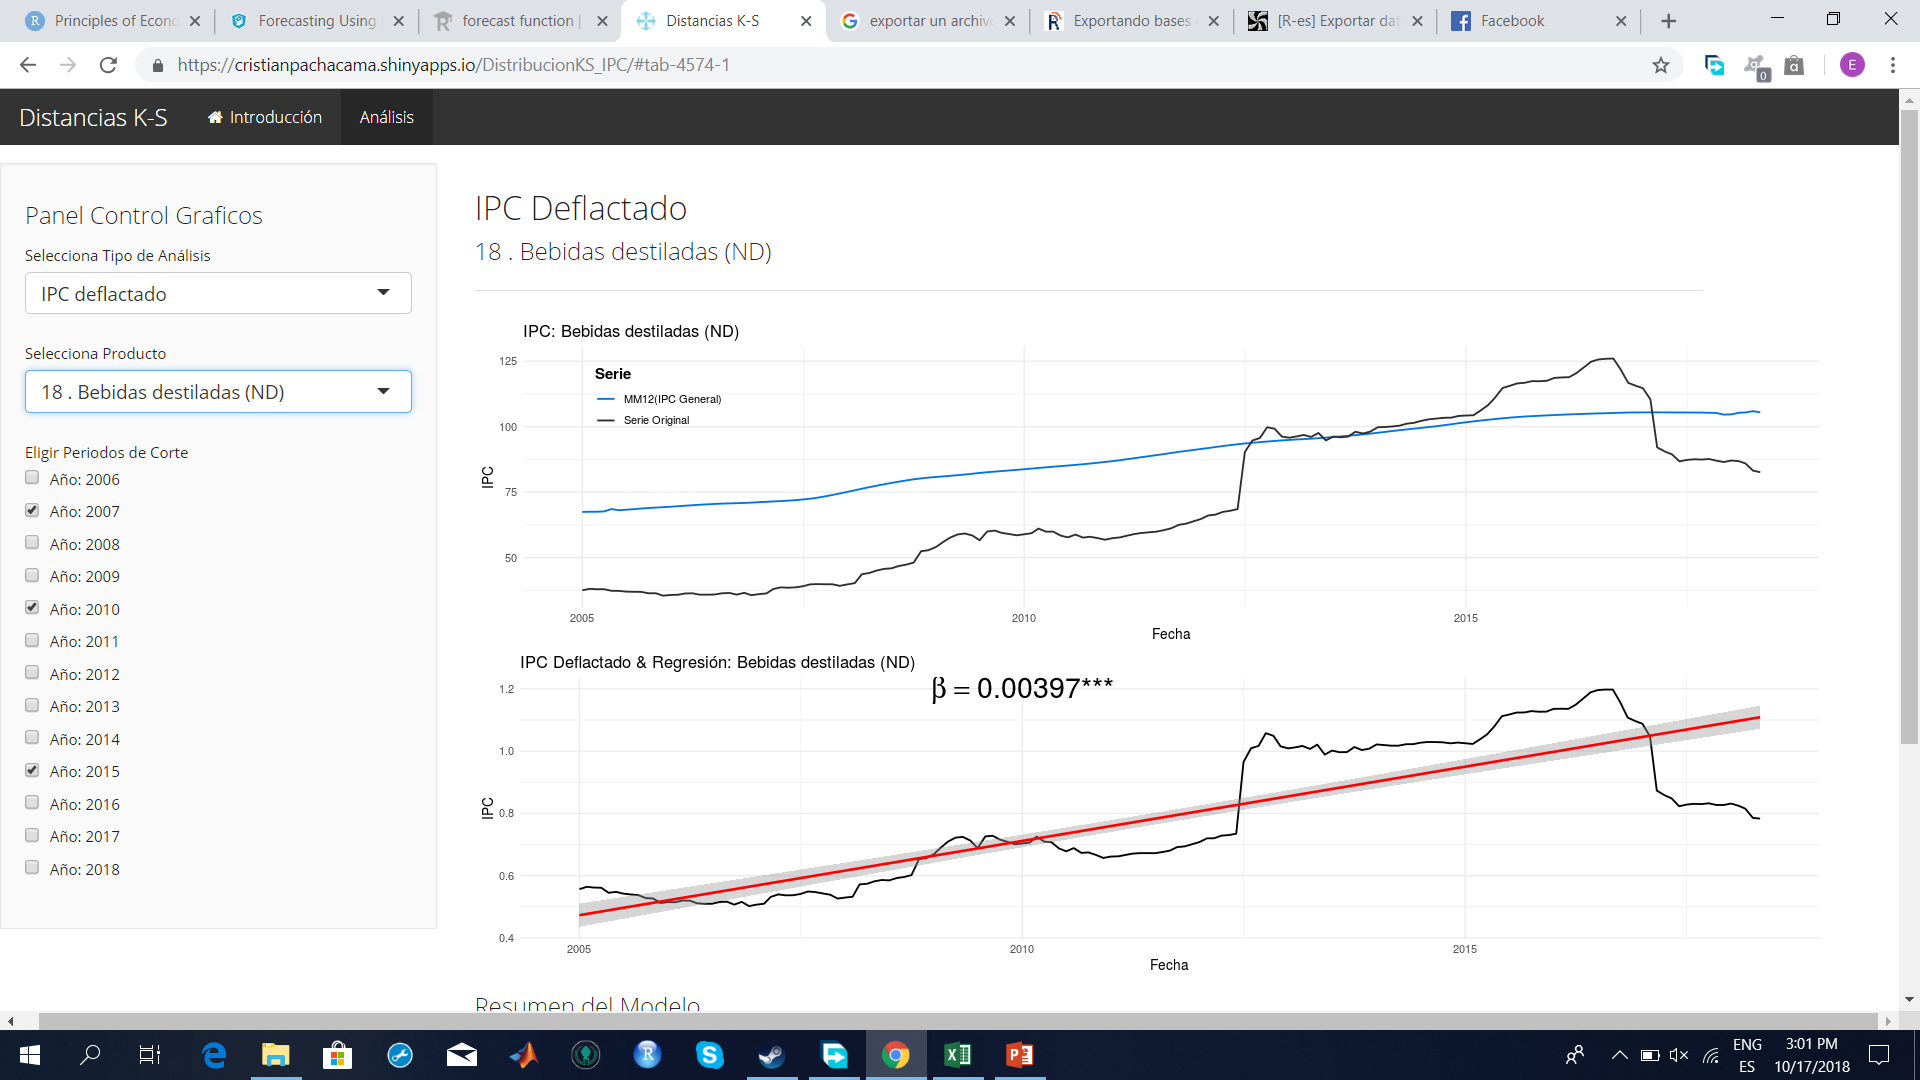 Principles of Econo
Forecasting Using
forecast function |
Distancias K-S
exportar un archivo
Exportando bases
[R-es] Exportar dat
Facebook
https://cristianpachacama.shinyapps.io/DistribucionKS_IPC/#tab-4574-1
0
E
Distancias K-S
Introducción
Análisis
Panel Control Graficos
Selecciona Tipo de Análisis
IPC deflactado
Selecciona Producto
18 . Bebidas destiladas (ND)
Eligir Periodos de Corte
Año: 2006
Año: 2007
Año: 2008
Año: 2009
Año: 2010
Año: 2011
Año: 2012
Año: 2013
Año: 2014
Año: 2015
Año: 2016
Año: 2017
Año: 2018
IPC Deflactado
18 . Bebidas destiladas (ND)
IPC: Bebidas destiladas (ND)
125
100
75
50
IPC
Serie
MM12(IPC General)
Serie Original
2005
2010
2015
Fecha
IPC Deflactado & Regresión: Bebidas destiladas (ND)
β = 0.00397***
1.2
1.0
0.8
0.6
0.4
IPC
2005
2010
2015
Fecha
Resumen del Modelo
ENG
ES
3:01 PM
10/17/2018